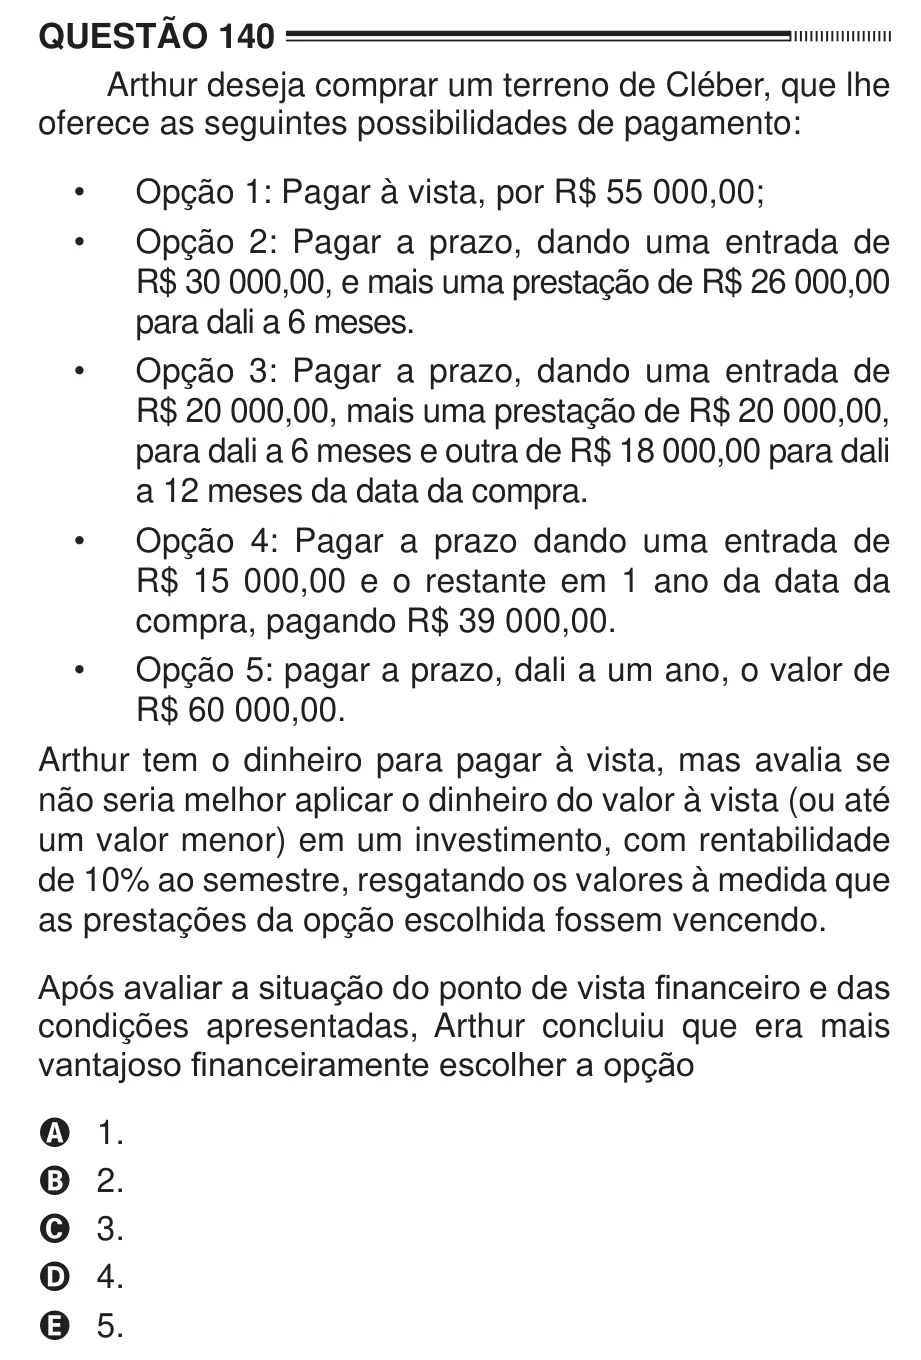 QUESTÃO 140
Arthur deseja comprar um terreno de Cléber, que lhe
oferece as seguintes possibilidades de pagamento:
• Opção 1: Pagar à vista, por R$ 55 000,00;
• Opção 2: Pagar a prazo, dando uma entrada de
R$ 30 000,00, e mais uma prestação de R$ 26 000,00
para dali a 6 meses.
• Opção 3: Pagar a prazo, dando uma entrada de
R$ 20 000,00, mais uma prestação de R$ 20 000,00,
para dali a 6 meses e outra de R$ 18 000,00 para dali
a 12 meses da data da compra.
• Opção 4: Pagar a prazo dando uma entrada de
R$ 15 000,00 e o restante em 1 ano da data da
compra, pagando R$ 39 000,00.
• Opção 5: pagar a prazo, dali a um ano, o valor de
R$ 60 000,00.
Arthur tem o dinheiro para pagar à vista, mas avalia se
não seria melhor aplicar o dinheiro do valor à vista (ou até
um valor menor) em um investimento, com rentabilidade
de 10% ao semestre, resgatando os valores à medida que
as prestações da opção escolhida fossem vencendo.
Após avaliar a situação do ponto de vista financeiro e das
condições apresentadas, Arthur concluiu que era mais
vantajoso financeiramente escolher a opção
A 1.
B 2.
C 3.
D 4.
E 5.